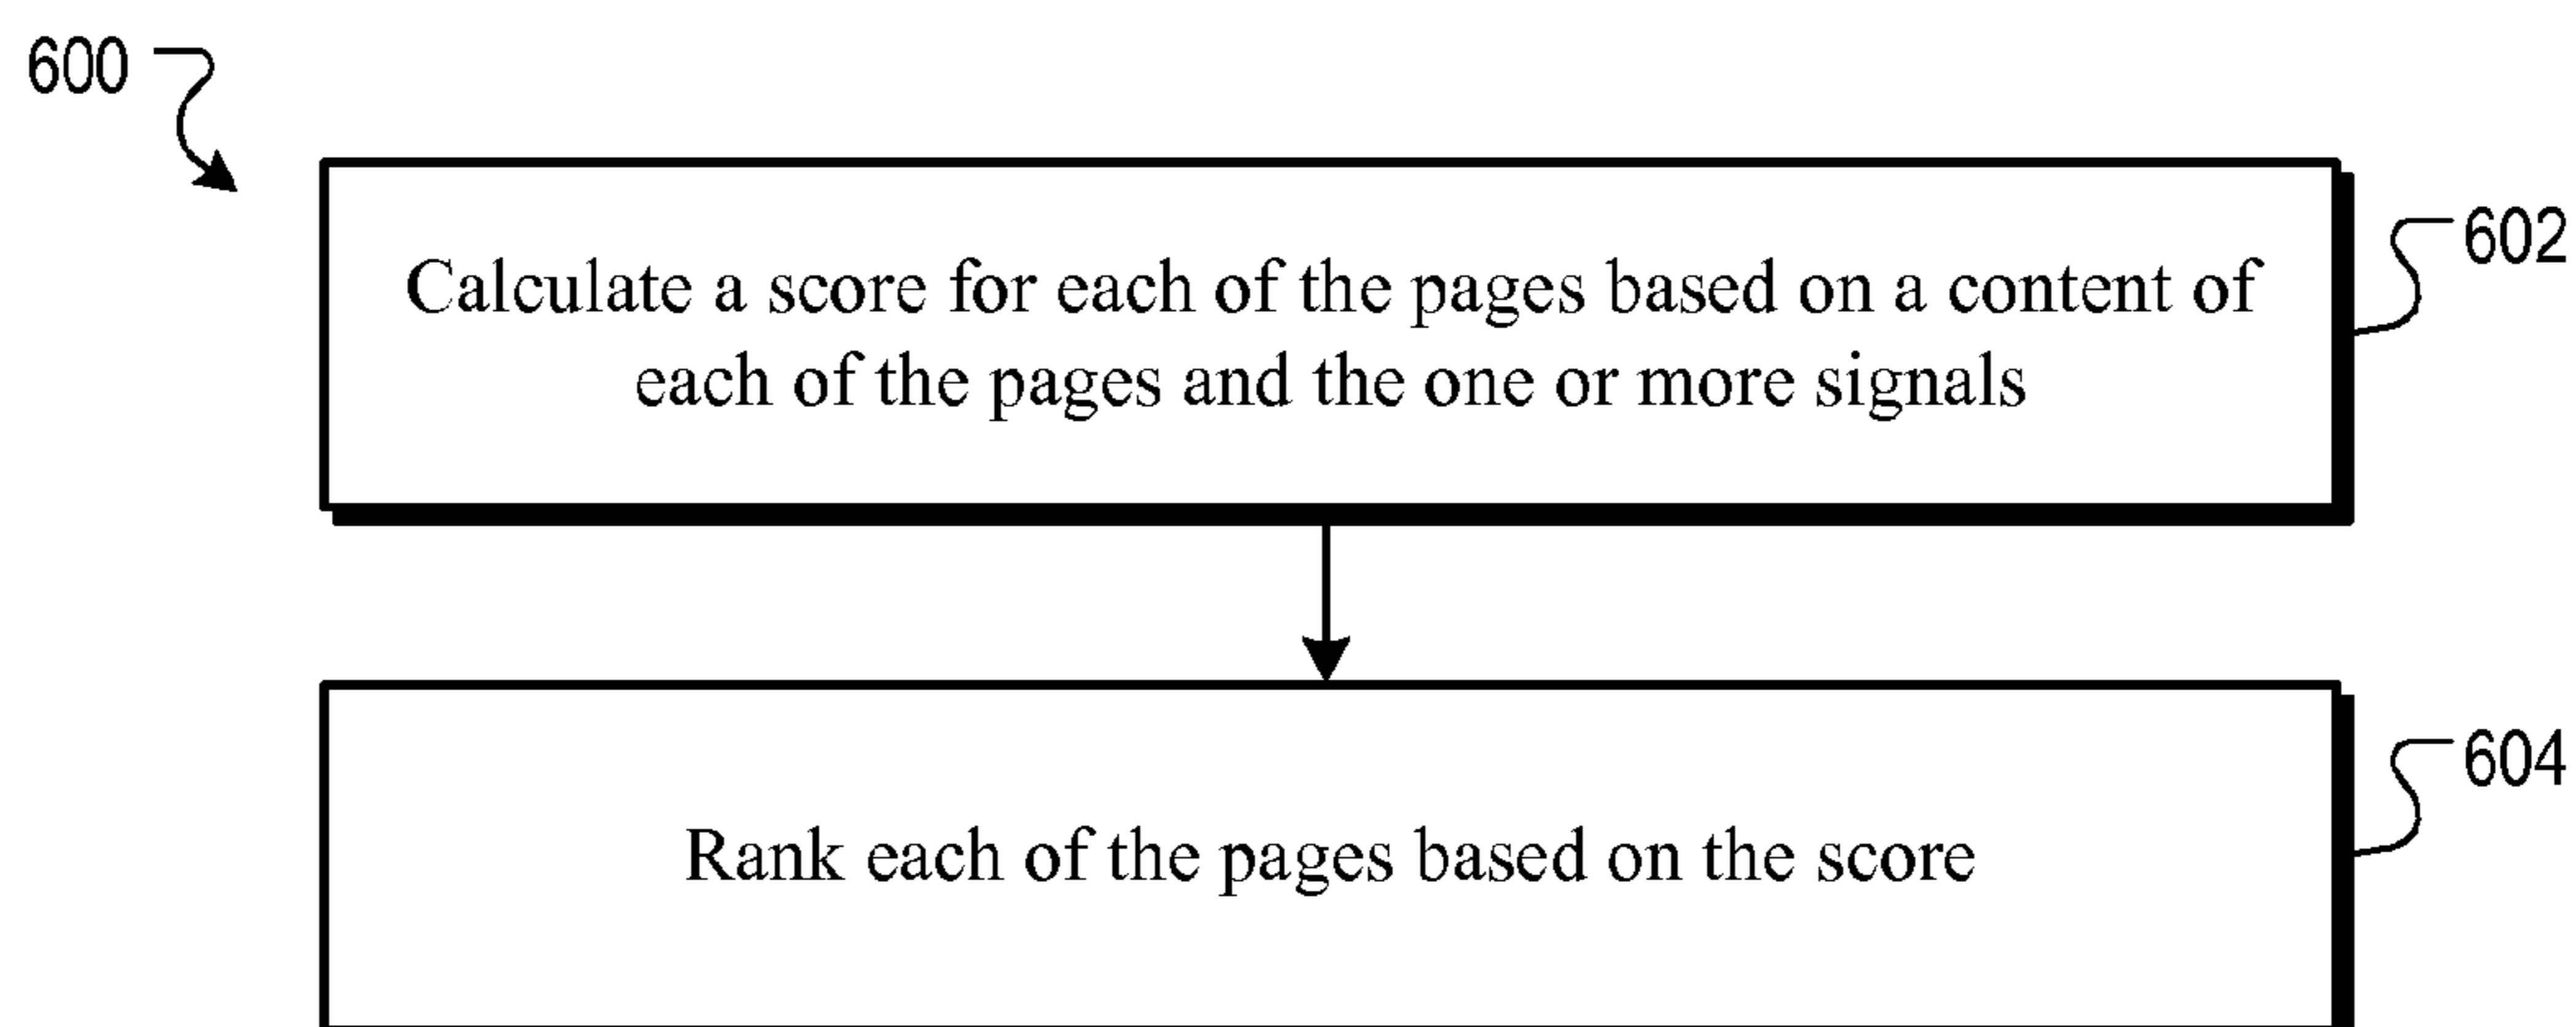 600
602
Calculate a score for each of the pages based on a content of
each of the pages and the one or more signals
604
Rank each of the pages based on the score